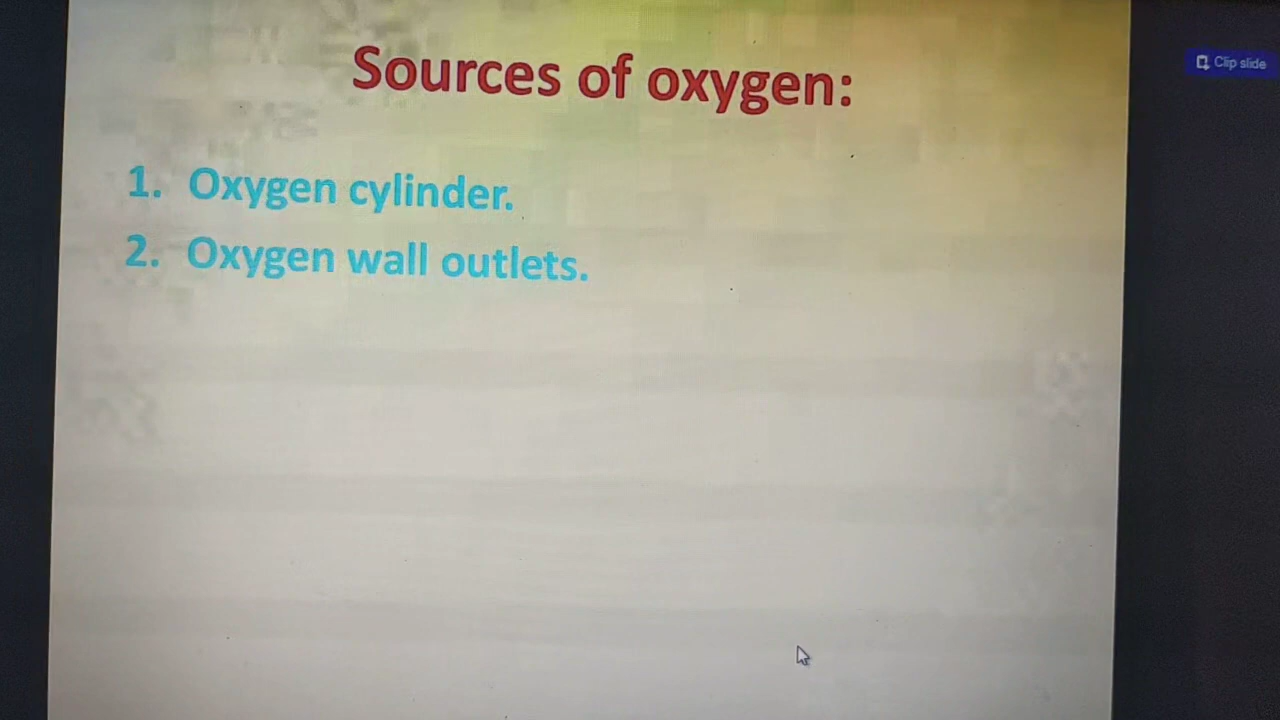 Sources of oxygen:
Clip slide
1. Oxygen cylinder.
2. Oxygen wall outlets.